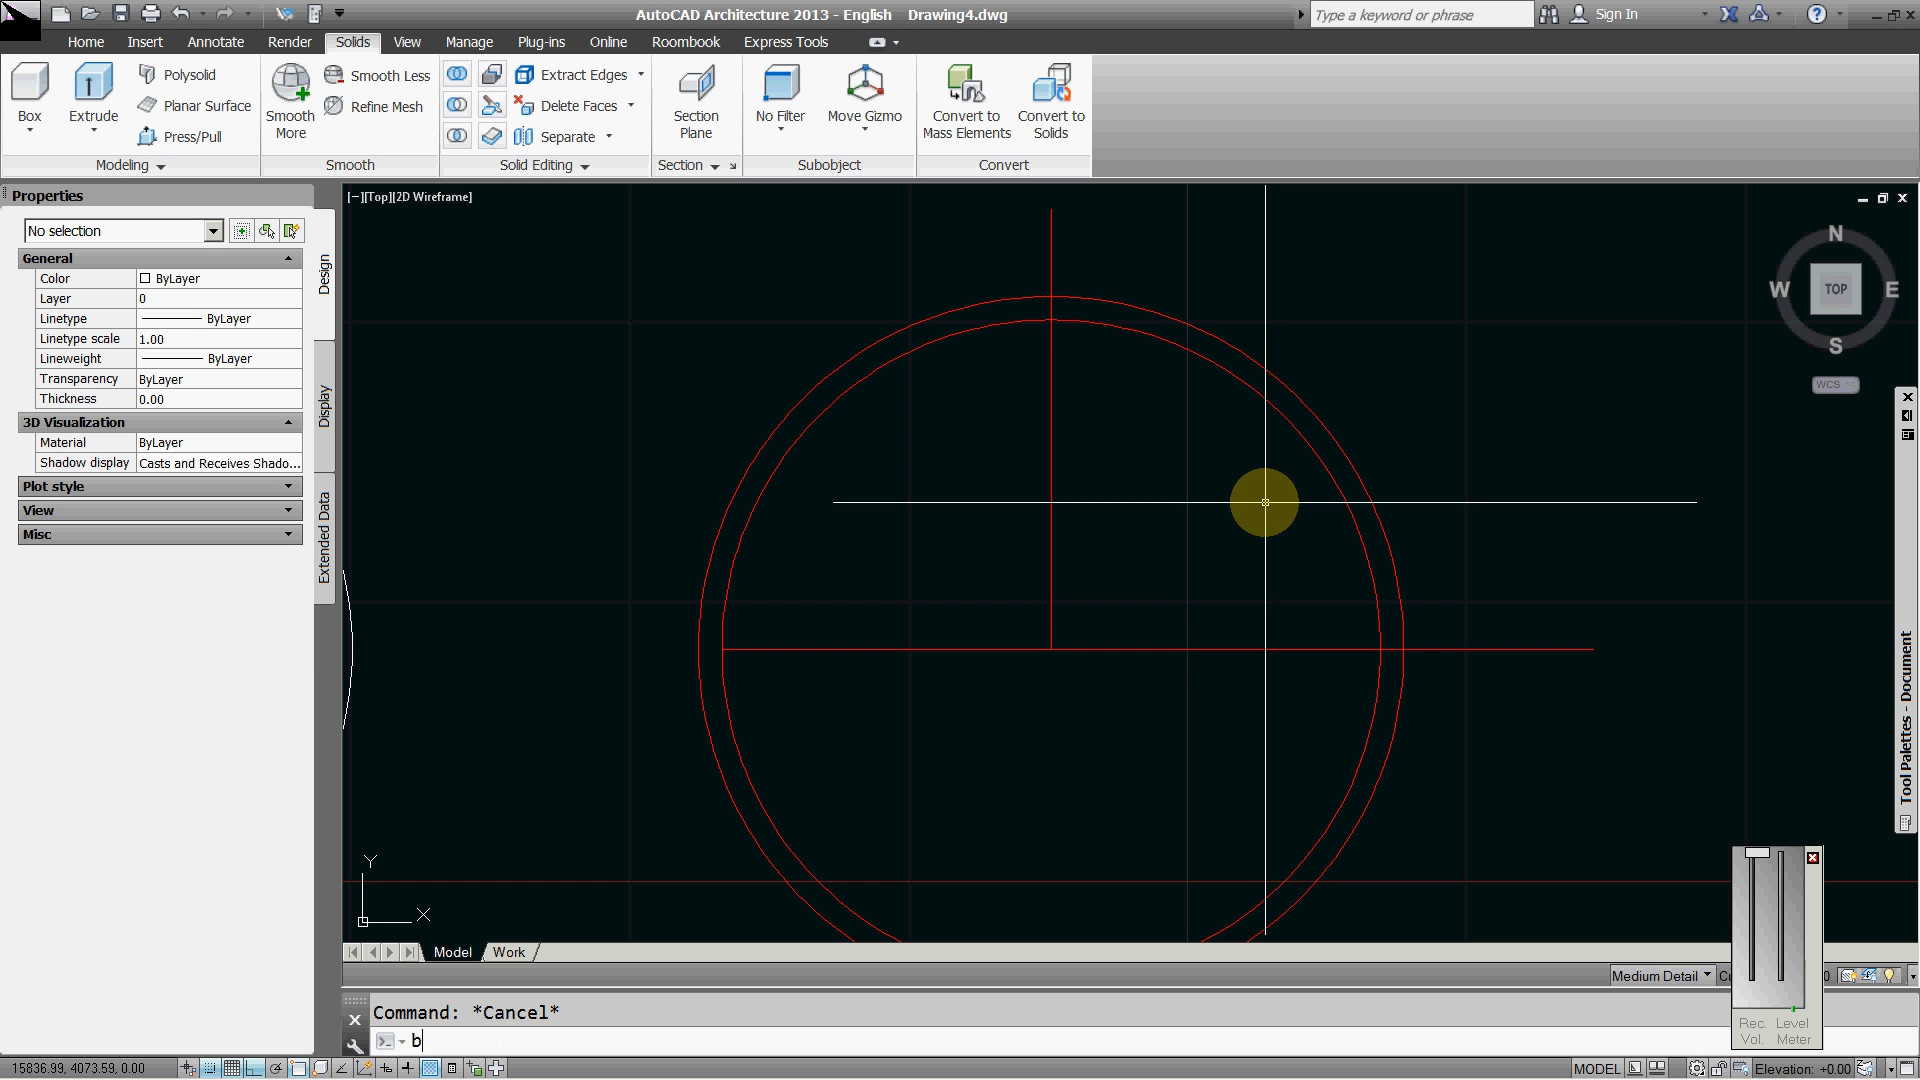 AutoCAD Architecture 2013 - English Drawing4.dwg
Type a keyword or phrase
Sign In
Home Insert Annotate Render Solids View Manage Plug-ins Online Roombook Express Tools
Box
Extrude
Polysolid
Planar Surface
Press/Pull
Modeling
Smooth More
Smooth Less
Refine Mesh
Smooth
Extract Edges
Delete Faces
Separate
Solid Editing
Section Plane
Section
No Filter
Move Gizmo
Subobject
Convert to Mass Elements
Convert to Solids
Convert
Properties
No selection
General
Color ByLayer
Layer 0
Linetype ByLayer
Linetype scale 1.00
Lineweight ByLayer
Transparency ByLayer
Thickness 0.00
3D Visualization
Material ByLayer
Shadow display Casts and Receives Shado...
Plot style
View
Misc
Design
Display
Extended Data
[−][Top][2D Wireframe]
N
W TOP E
S
WCS
Tool Palettes - Document
Y
X
Model Work
Medium Detail
Command: *Cancel*
b
Rec. Vol.
Level Meter
15836.99, 4073.59, 0.00
MODEL
Elevation: +0.00